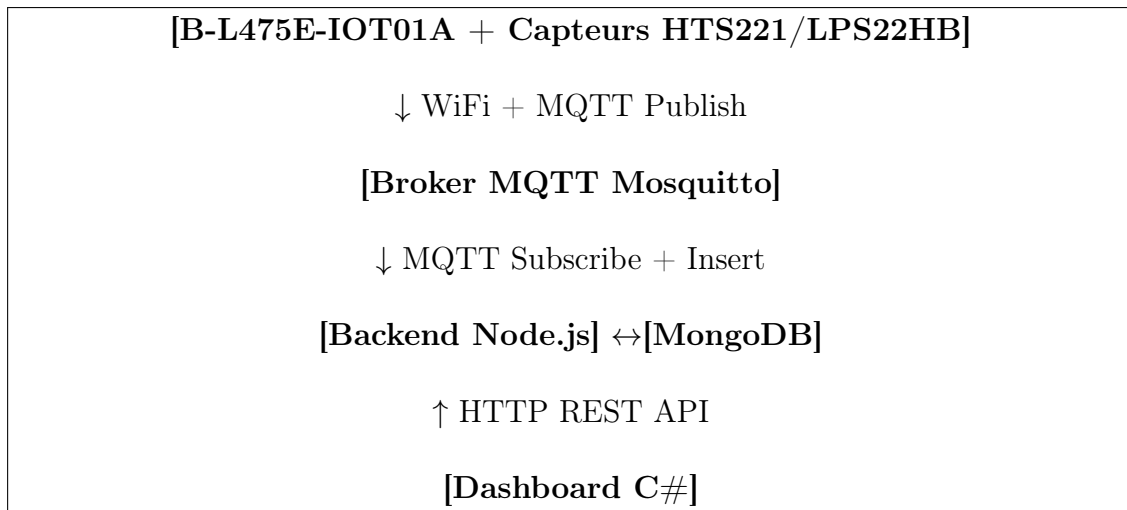 [B-L475E-IOT01A + Capteurs HTS221/LPS22HB]
↓ WiFi + MQTT Publish
[Broker MQTT Mosquitto]
↓ MQTT Subscribe + Insert
[Backend Node.js] ↔[MongoDB]
↑ HTTP REST API
[Dashboard C#]